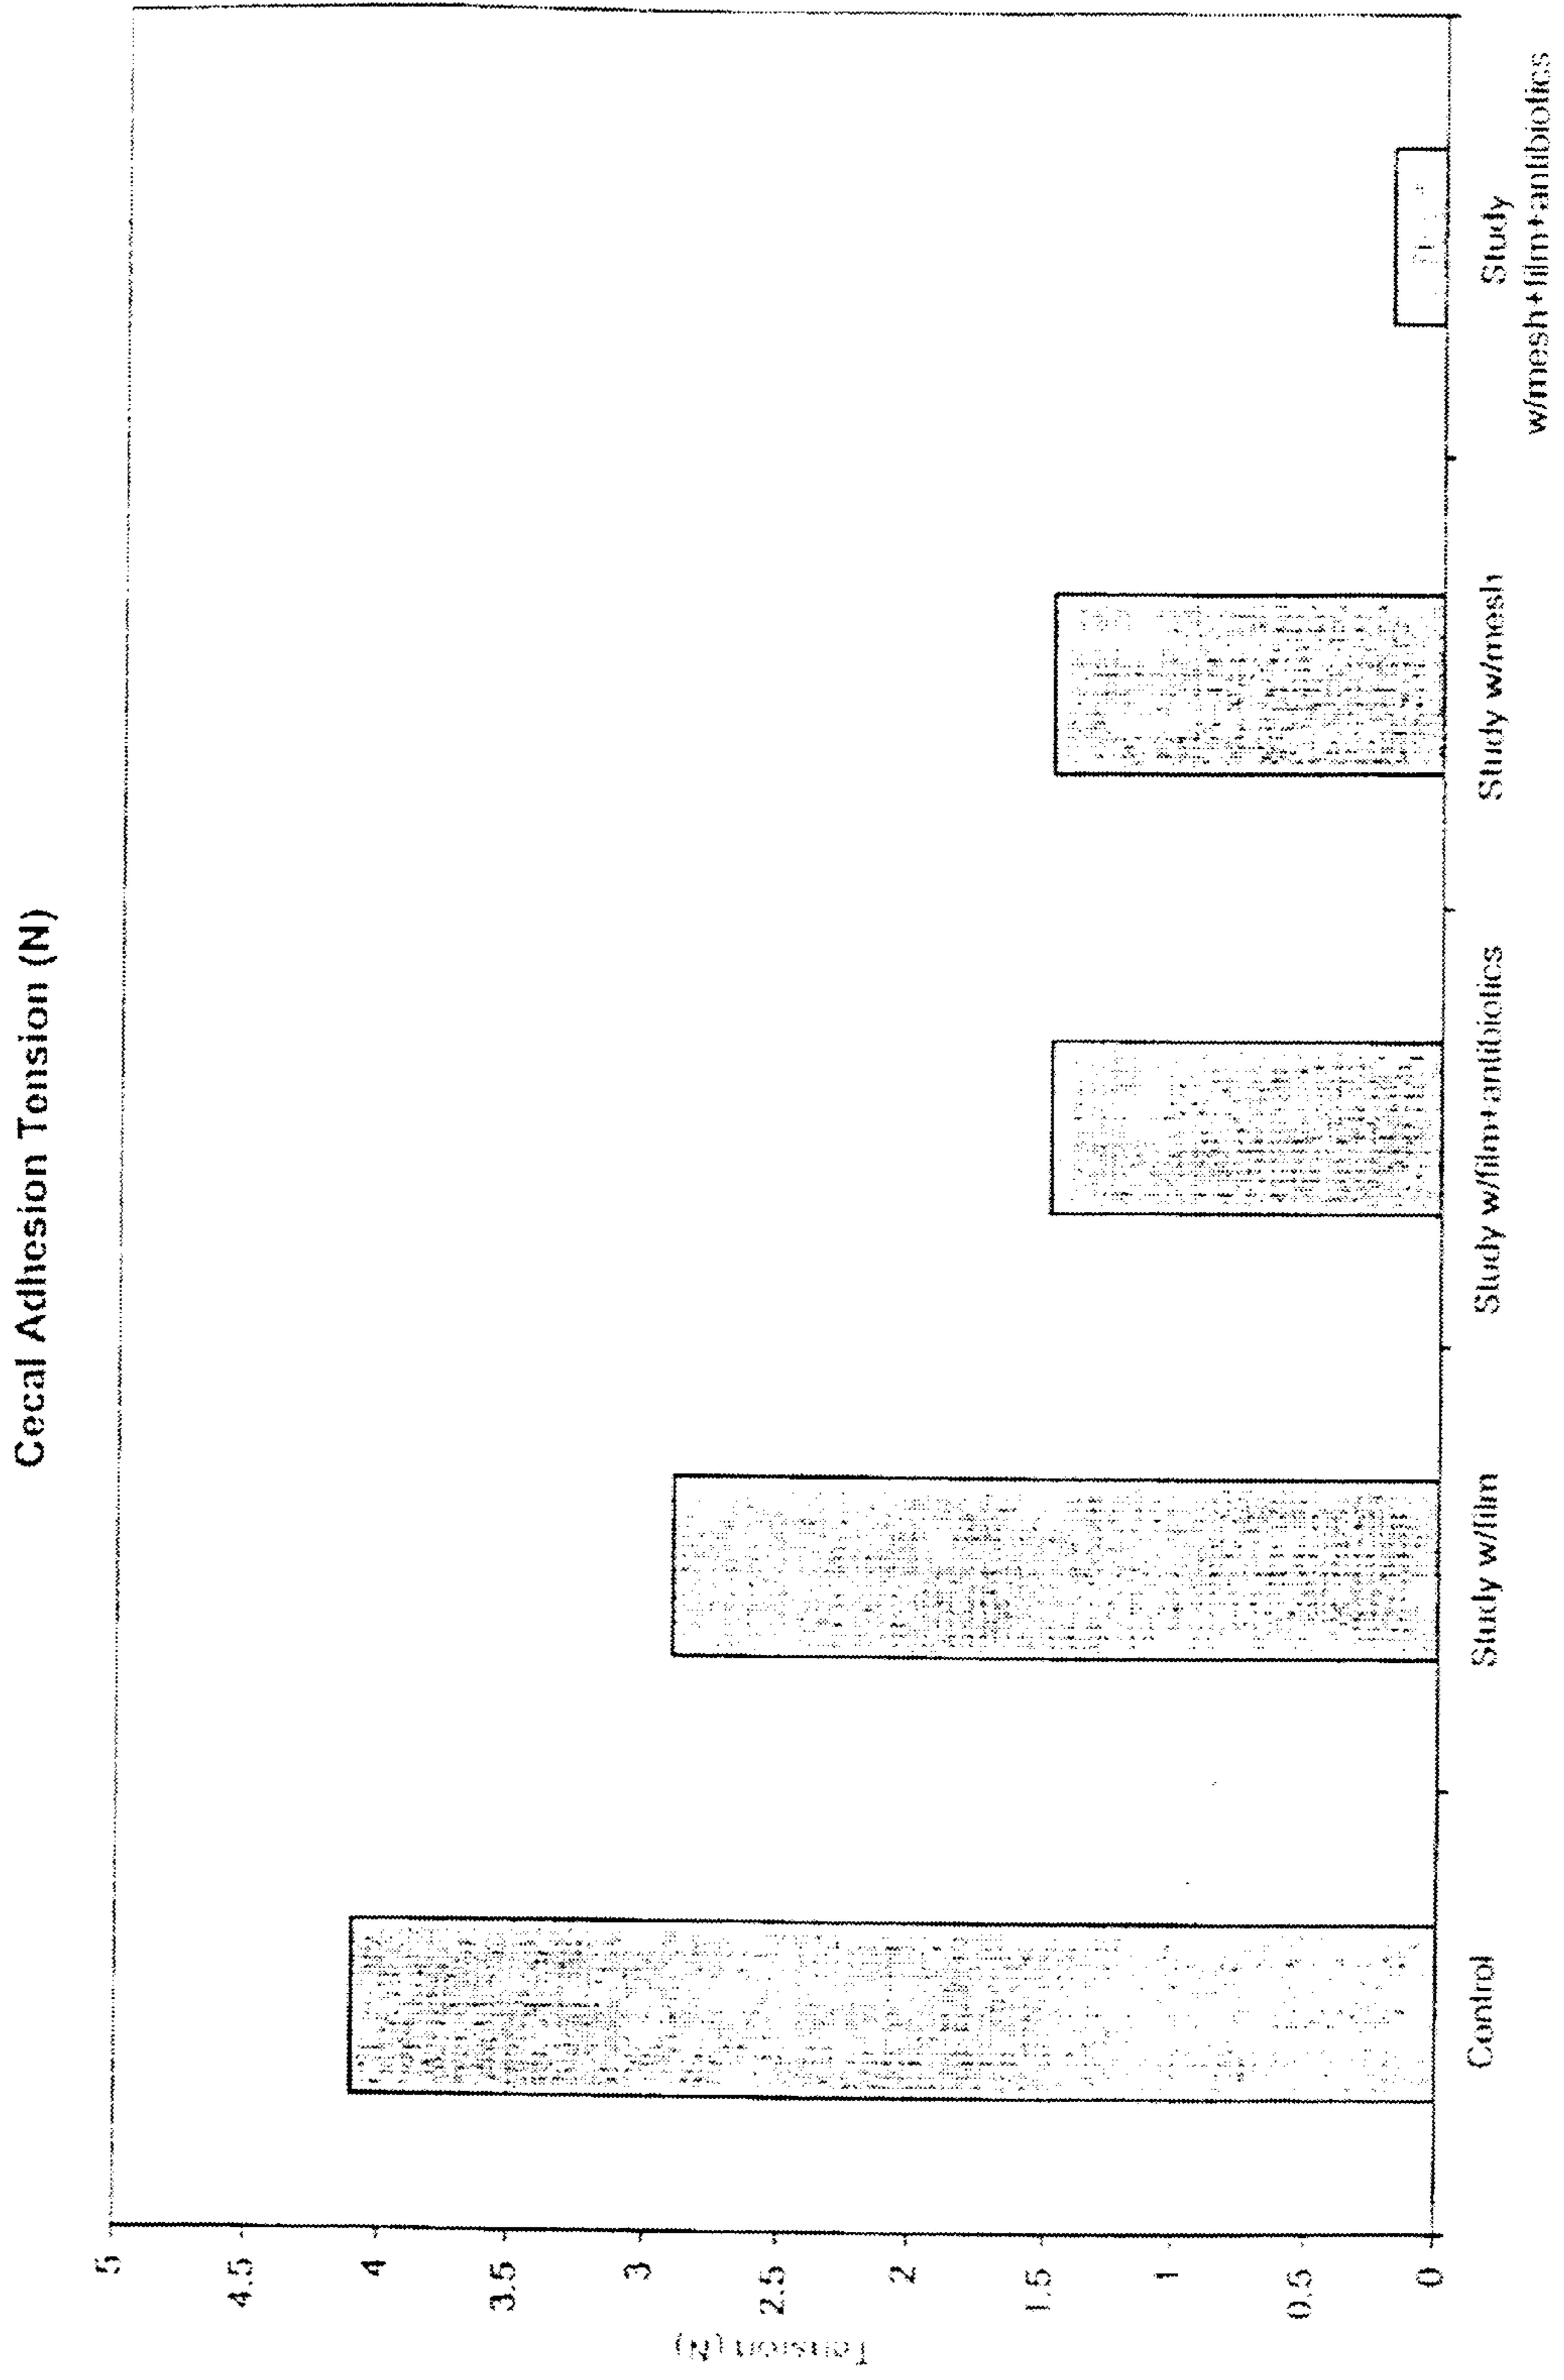 Cecal Adhesion Tonsion (N)
Tension (N)
5
4.5
4
3.5
3
2.5
2
1.5
1
0.5
0
Control
Study w/film
Study w/film+antibiotics
Study w/mesh
Study
w/mesh+film+antibiotics